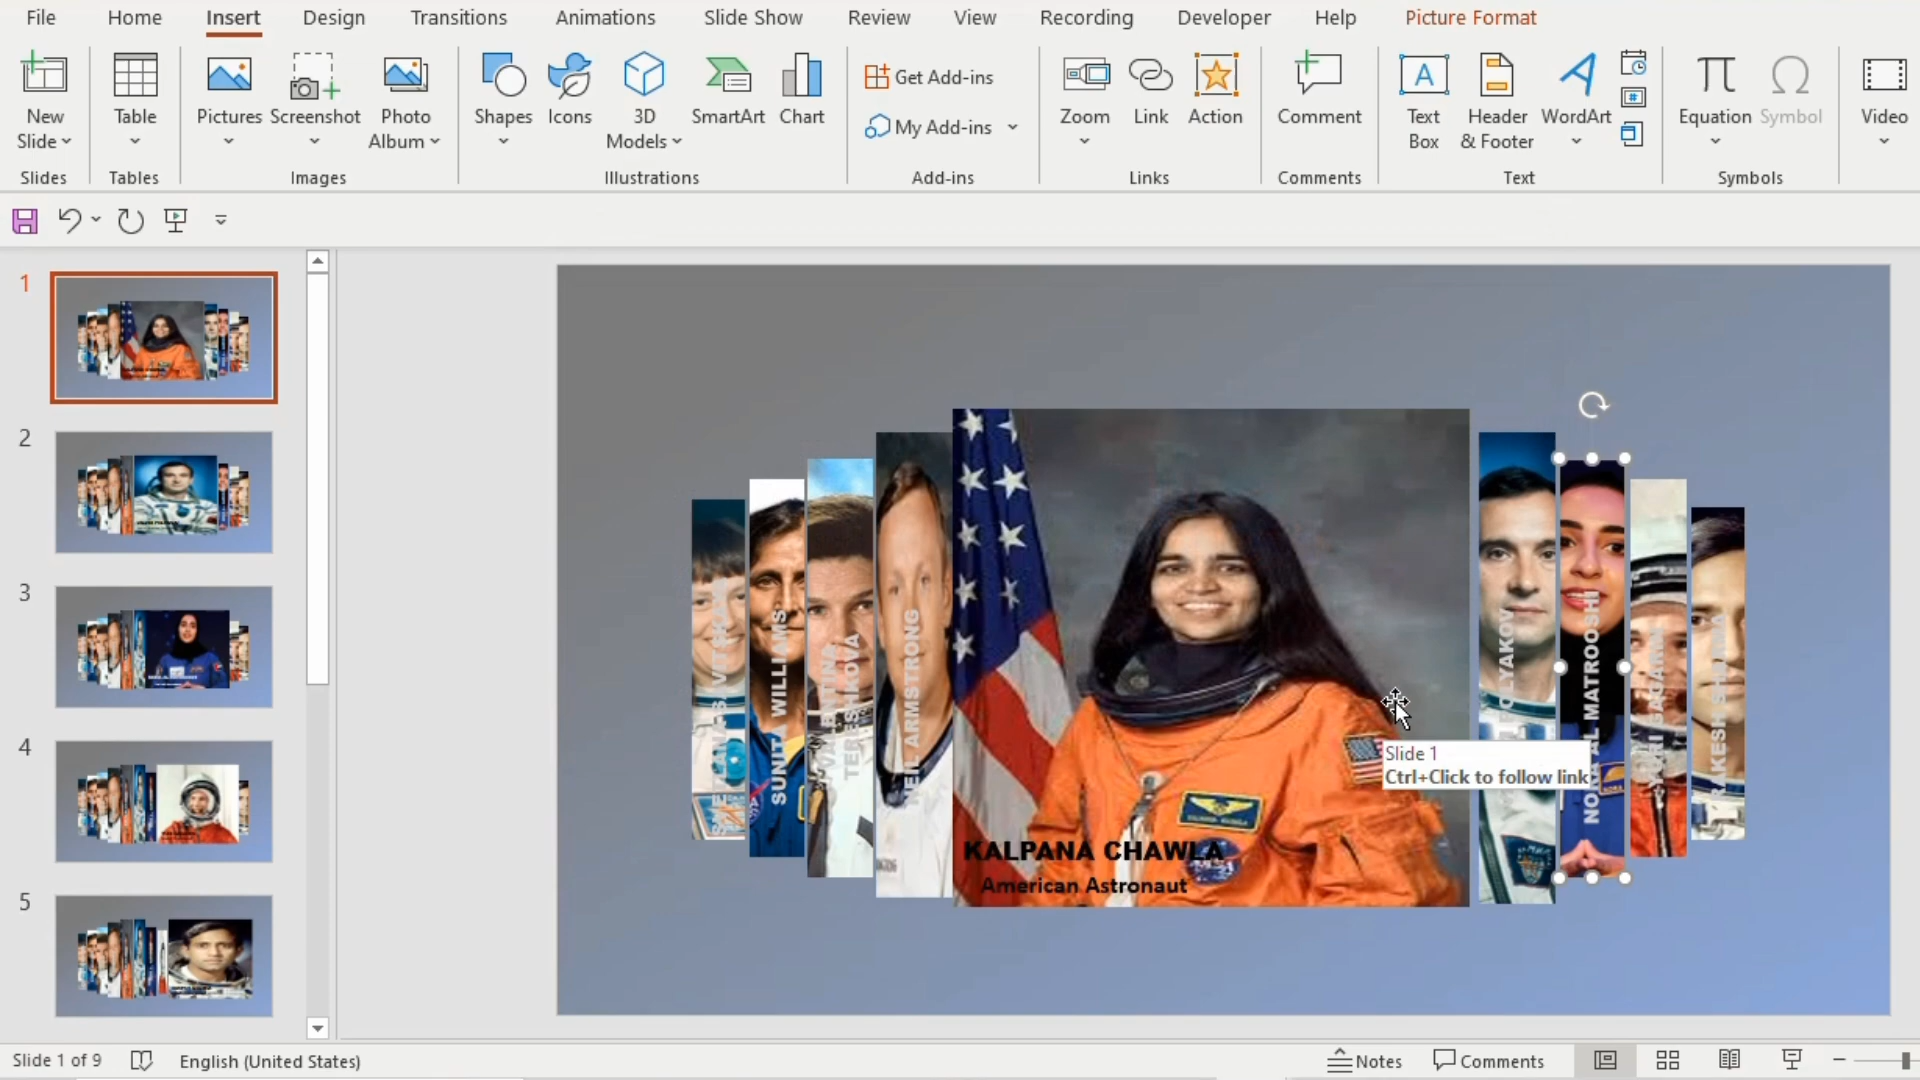 File Home Insert Design Transitions Animations Slide Show Review View Recording Developer Help Picture Format
New Slide
Table
Pictures
Screenshot
Photo Album
Shapes
Icons
3D Models
SmartArt
Chart
Get Add-ins
My Add-ins
Zoom
Link
Action
Comment
A
Text Box
Header & Footer
WordArt
Equation
Symbol
Video
Slides Tables Images Illustrations Add-ins Links Comments Text Symbols
1
2
3
4
5
SUNITA WILLIAMS
VALENTINA
TERESHKOVA
NEIL ARMSTRONG
KALPANA CHAWLA
American Astronaut
MATROOSHI
Slide 1
Ctrl+Click to follow link
Slide 1 of 9
English (United States)
Notes
Comments